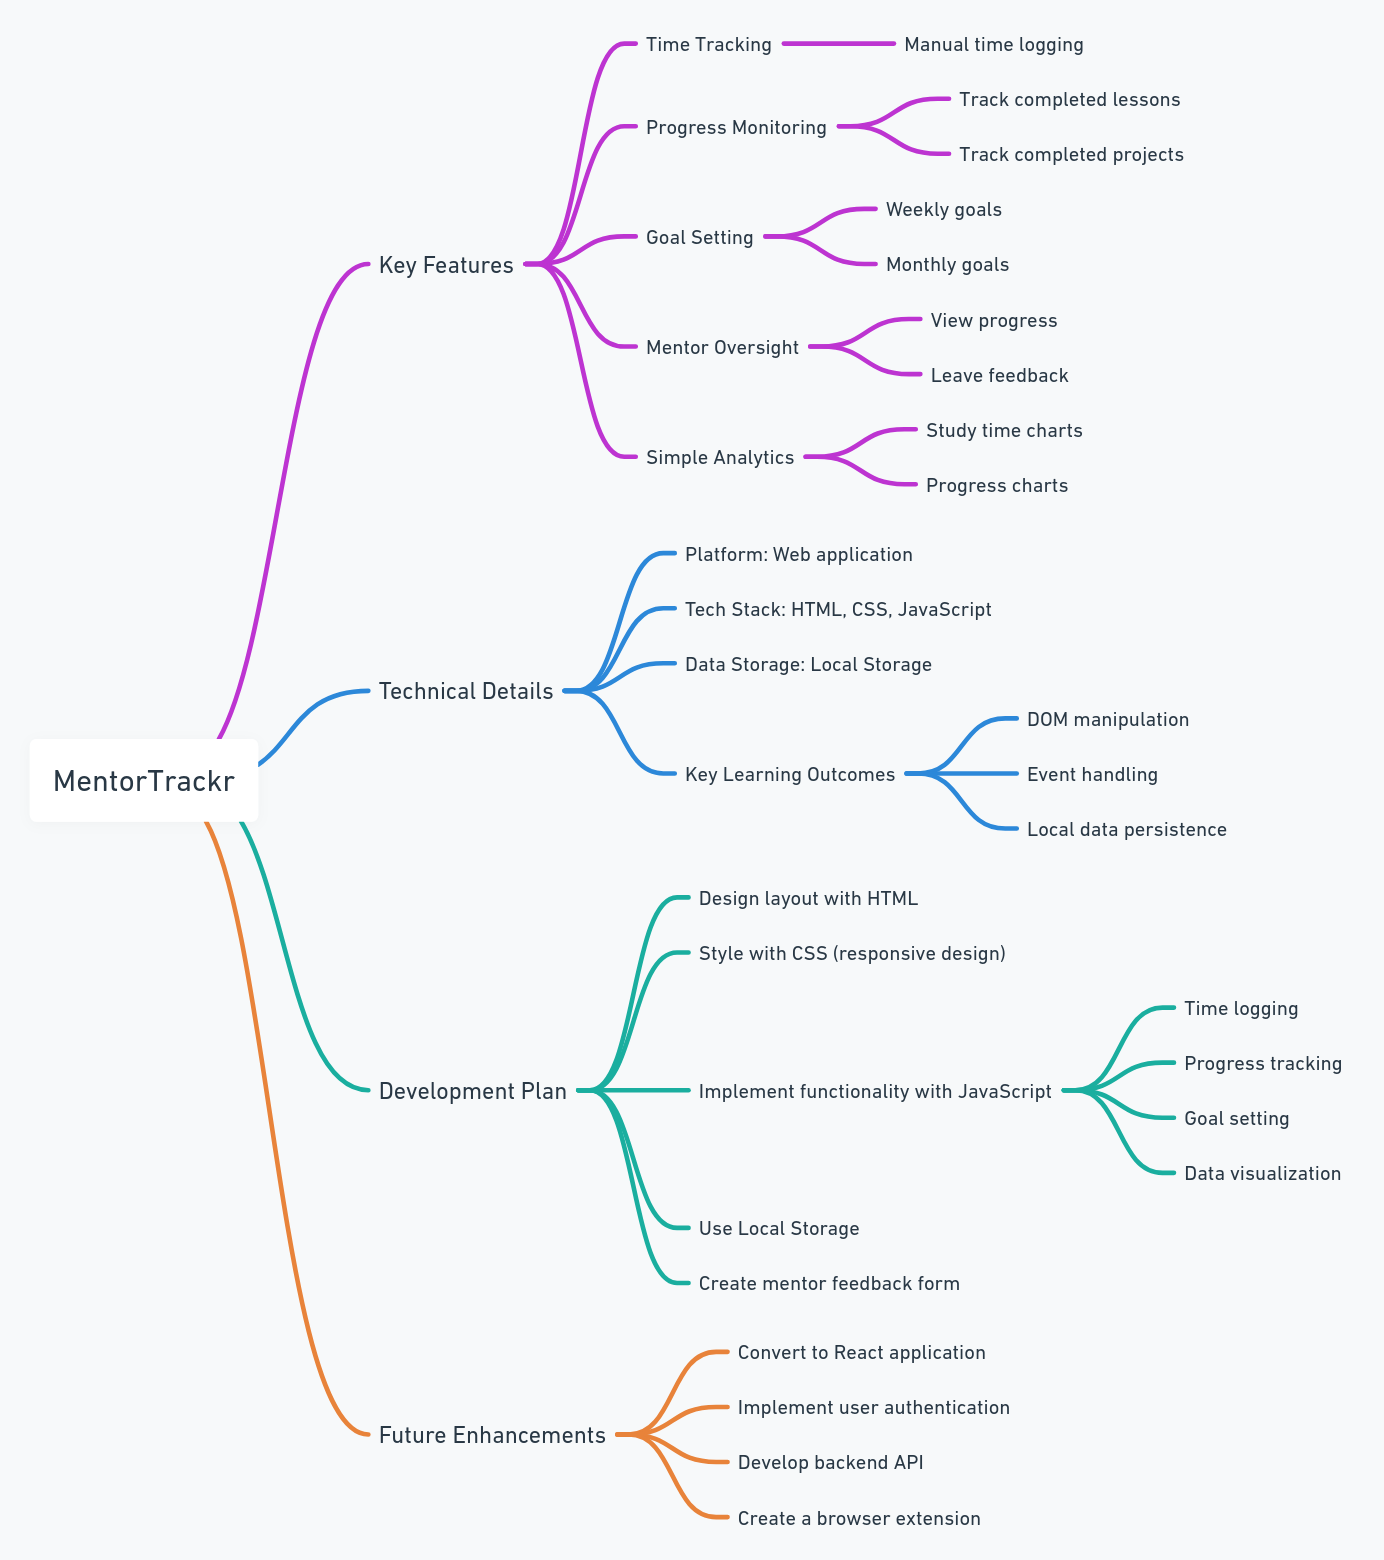 MentorTrackr
Key Features
Time Tracking
Manual time logging
Progress Monitoring
Track completed lessons
Track completed projects
Goal Setting
Weekly goals
Monthly goals
Mentor Oversight
View progress
Leave feedback
Simple Analytics
Study time charts
Progress charts
Technical Details
Platform: Web application
Tech Stack: HTML, CSS, JavaScript
Data Storage: Local Storage
Key Learning Outcomes
DOM manipulation
Event handling
Local data persistence
Development Plan
Design layout with HTML
Style with CSS (responsive design)
Implement functionality with JavaScript
Time logging
Progress tracking
Goal setting
Data visualization
Use Local Storage
Create mentor feedback form
Future Enhancements
Convert to React application
Implement user authentication
Develop backend API
Create a browser extension